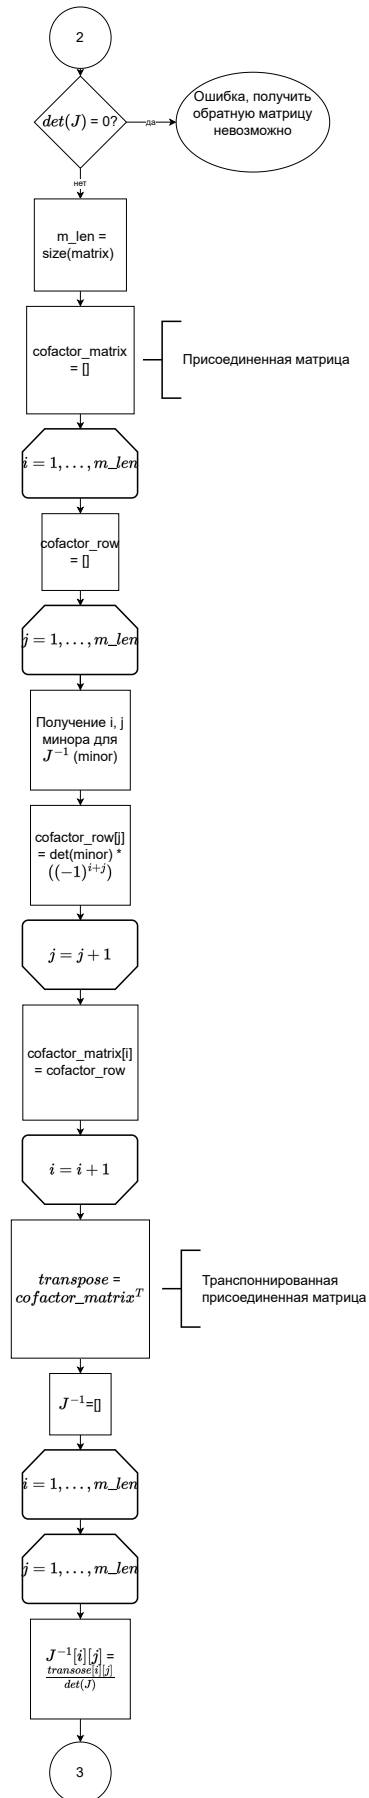 2
det(J) = 0?
да
Ошибка, получить
обратную матрицу
невозможно
нет
m_len =
size(matrix)
cofactor_matrix
= []
Присоединенная матрица
i = 1, . . . , m_len
cofactor_row
= []
j = 1, . . . , m_len
Получение i, j
минора для
J⁻¹ (minor)
cofactor_row[j]
= det(minor) *
((−1)ⁱ⁺ʲ)
j = j + 1
cofactor_matrix[i]
= cofactor_row
i = i + 1
transpose =
cofactor_matrixᵀ
Транспоннированная
присоединенная матрица
J⁻¹=[]
i = 1, . . . , m_len
j = 1, . . . , m_len
J⁻¹[i][j] =
transose[i][j]
det(J)
3